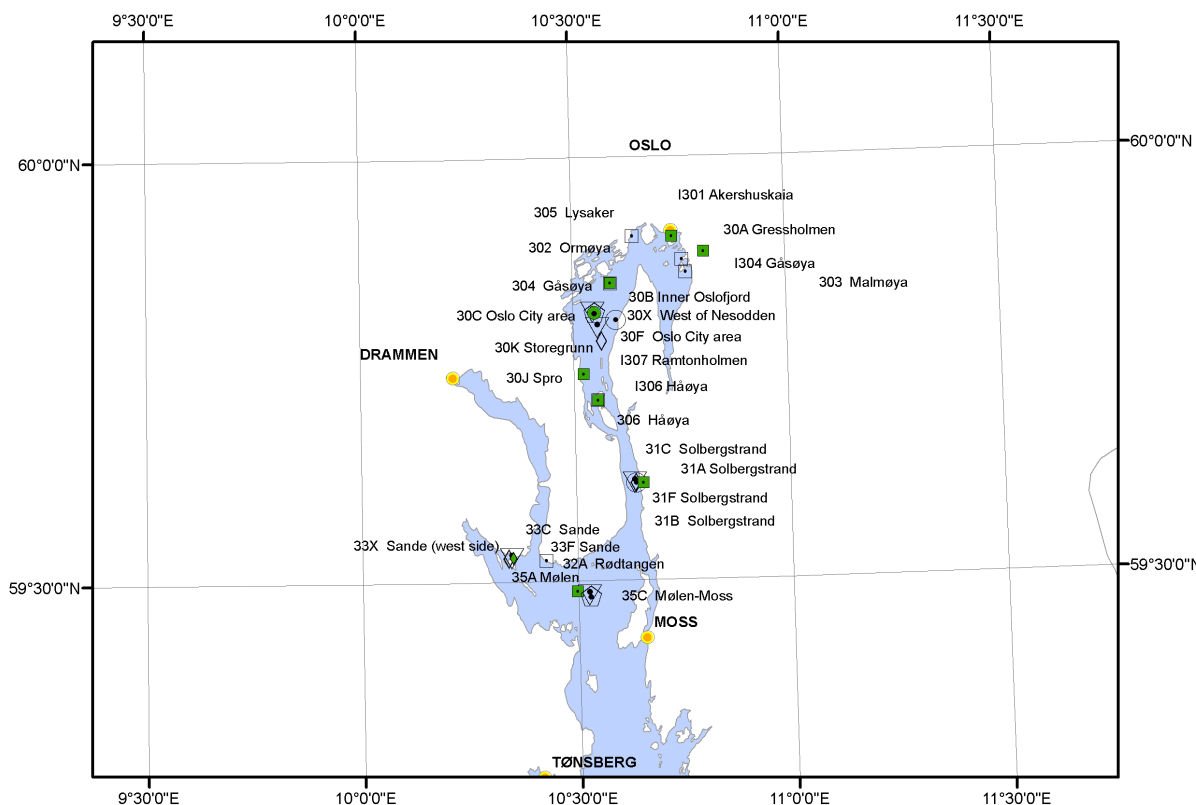 9°30'0"E
10°0'0"E
10°30'0"E
11°0'0"E
11°30'0"E
OSLO
60°0'0"N
60°0'0"N
I301 Akershuskaia
305 Lysaker
30A Gressholmen
302 Ormøya
I304 Gåsøya
303 Malmøya
304 Gåsøya
30B Inner Oslofjord
30C Oslo City area
30X West of Nesodden
30F Oslo City area
30K Storegrunn
DRAMMEN
I307 Ramtonholmen
30J Spro
I306 Håøya
306 Håøya
31C Solbergstrand
31A Solbergstrand
31F Solbergstrand
31B Solbergstrand
33C Sande
33X Sande (west side)
33F Sande
32A Rødtangen
59°30'0"N
35A Mølen
59°30'0"N
35C Mølen-Moss
MOSS
TØNSBERG
9°30'0"E
10°0'0"E
10°30'0"E
11°0'0"E
11°30'0"E